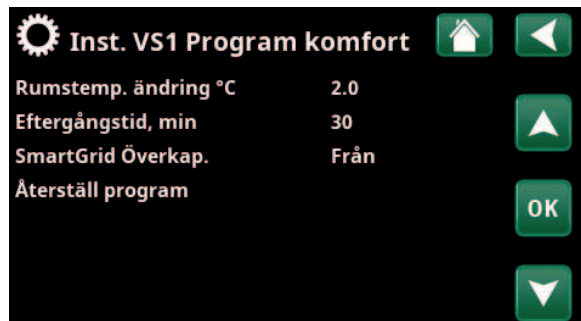 Inst. VS1 Program komfort
Rumstemp. ändring °C 2.0
Eftergångstid, min 30
SmartGrid Överkap. Från
Återställ program
OK